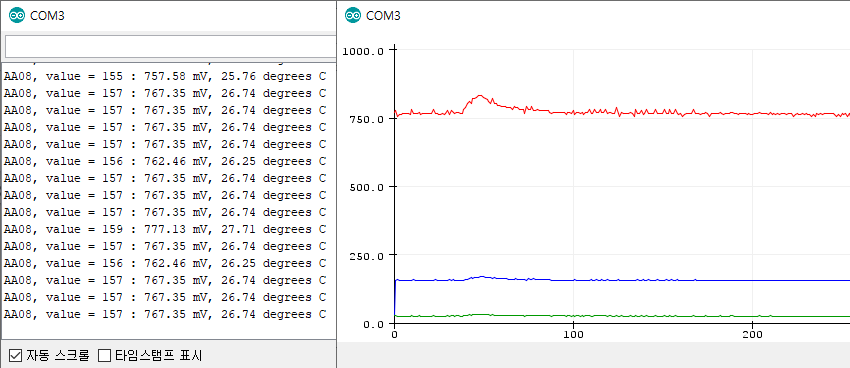 COM3
AA08, value = 155 : 757.58 mV, 25.76 degrees C
AA08, value = 157 : 767.35 mV, 26.74 degrees C
AA08, value = 157 : 767.35 mV, 26.74 degrees C
AA08, value = 157 : 767.35 mV, 26.74 degrees C
AA08, value = 157 : 767.35 mV, 26.74 degrees C
AA08, value = 156 : 762.46 mV, 26.25 degrees C
AA08, value = 157 : 767.35 mV, 26.74 degrees C
AA08, value = 157 : 767.35 mV, 26.74 degrees C
AA08, value = 157 : 767.35 mV, 26.74 degrees C
AA08, value = 159 : 777.13 mV, 27.71 degrees C
AA08, value = 157 : 767.35 mV, 26.74 degrees C
AA08, value = 156 : 762.46 mV, 26.25 degrees C
AA08, value = 157 : 767.35 mV, 26.74 degrees C
AA08, value = 157 : 767.35 mV, 26.74 degrees C
AA08, value = 157 : 767.35 mV, 26.74 degrees C
자동 스크롤 타임스탬프 표시
COM3
1000.0
750.0
500.0
250.0
0.0
0 100 200